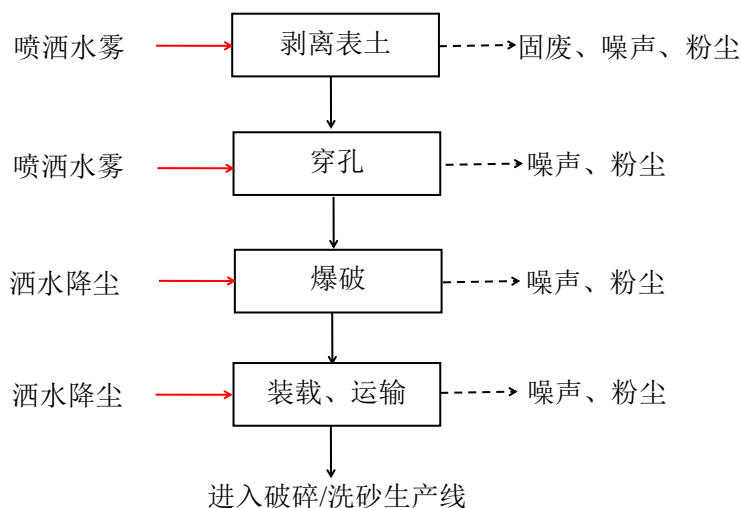 喷洒水雾
剥离表土
固废、噪声、粉尘
喷洒水雾
穿孔
噪声、粉尘
洒水降尘
爆破
噪声、粉尘
洒水降尘
装载、运输
噪声、粉尘
进入破碎/洗砂生产线